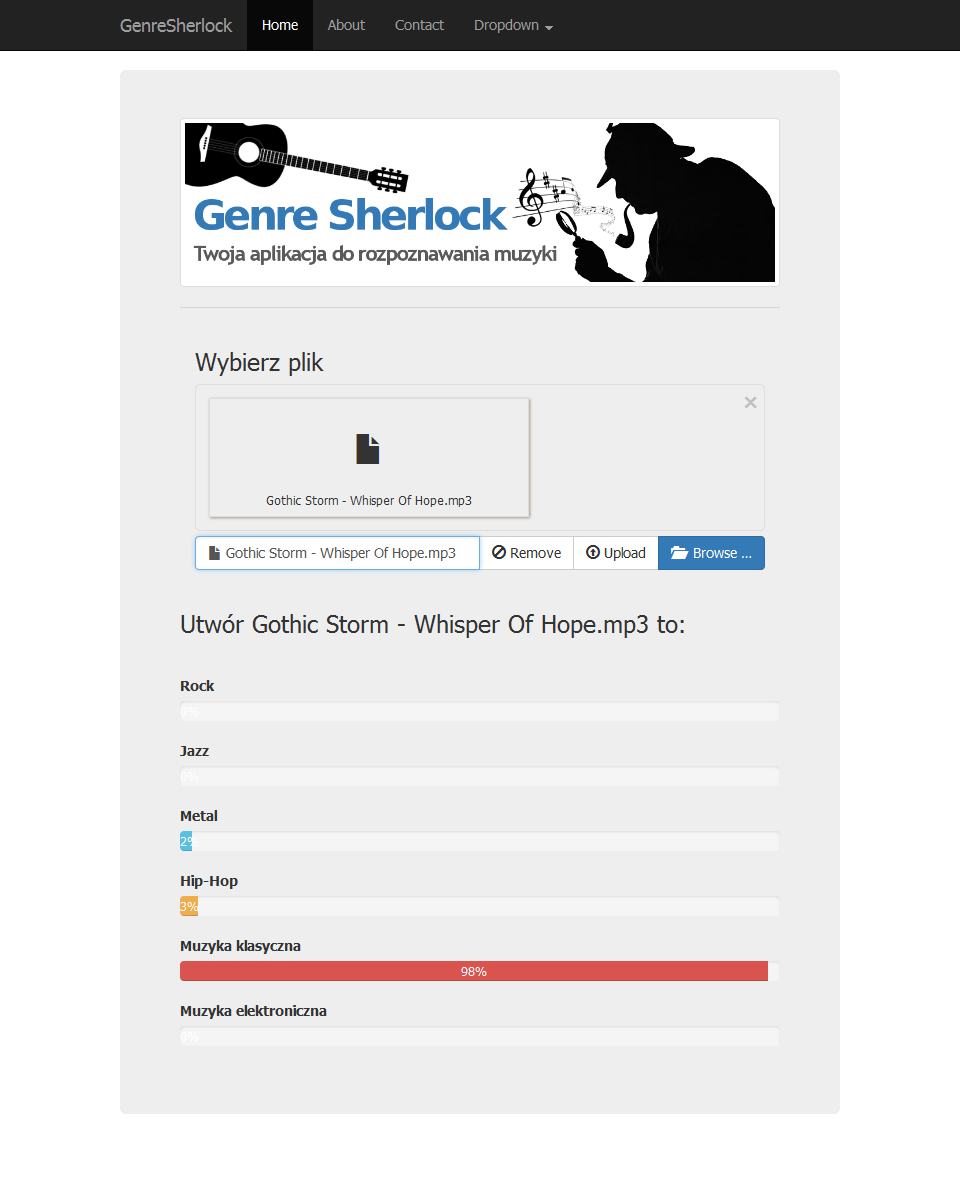 GenreSherlock Home About Contact Dropdown
Genre Sherlock
Twoja aplikacja do rozpoznawania muzyki
Wybierz plik
×
Gothic Storm - Whisper Of Hope.mp3
Gothic Storm - Whisper Of Hope.mp3 Remove Upload Browse ...
Utwór Gothic Storm - Whisper Of Hope.mp3 to:
Rock
0%
Jazz
0%
Metal
2%
Hip-Hop
3%
Muzyka klasyczna
98%
Muzyka elektroniczna
0%